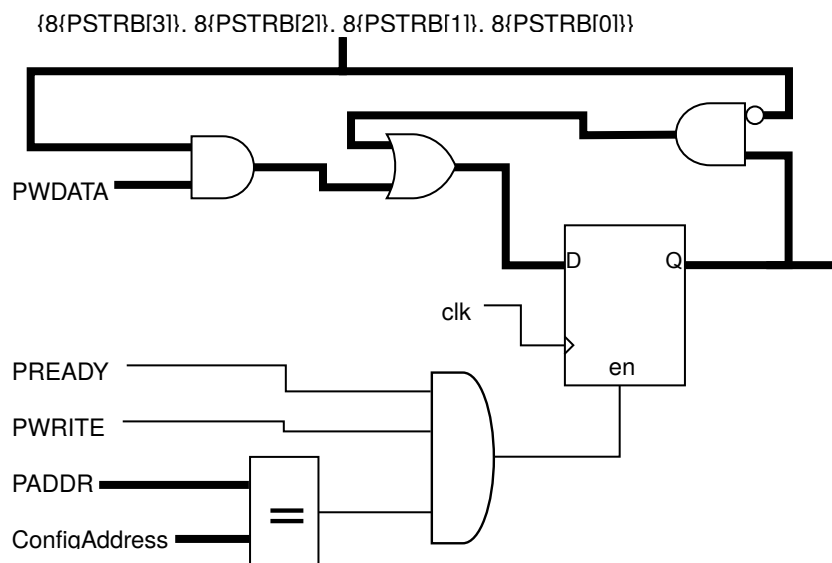 {8{PSTRB[3]}, 8{PSTRB[2]}, 8{PSTRB[1]}, 8{PSTRB[0]}}
PWDATA
D
Q
clk
en
PREADY
PWRITE
PADDR
=
ConfigAddress